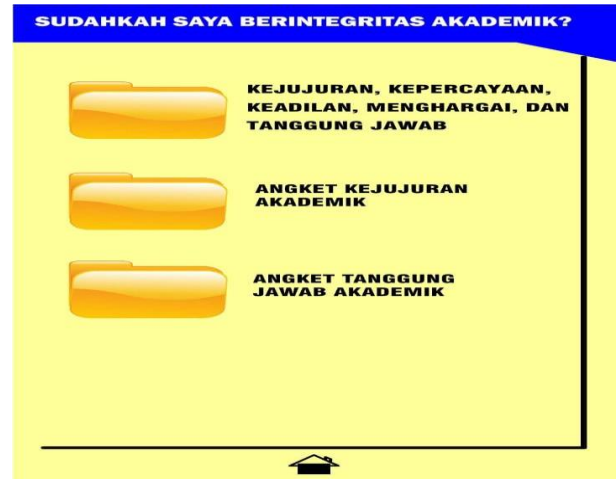 SUDAHKAH SAYA BERINTEGRITAS AKADEMIK?
KEJUJURAN, KEPERCAYAAN,
KEADILAN, MENGHARGAI, DAN
TANGGUNG JAWAB
ANGKET KEJUJURAN
AKADEMIK
ANGKET TANGGUNG
JAWAB AKADEMIK